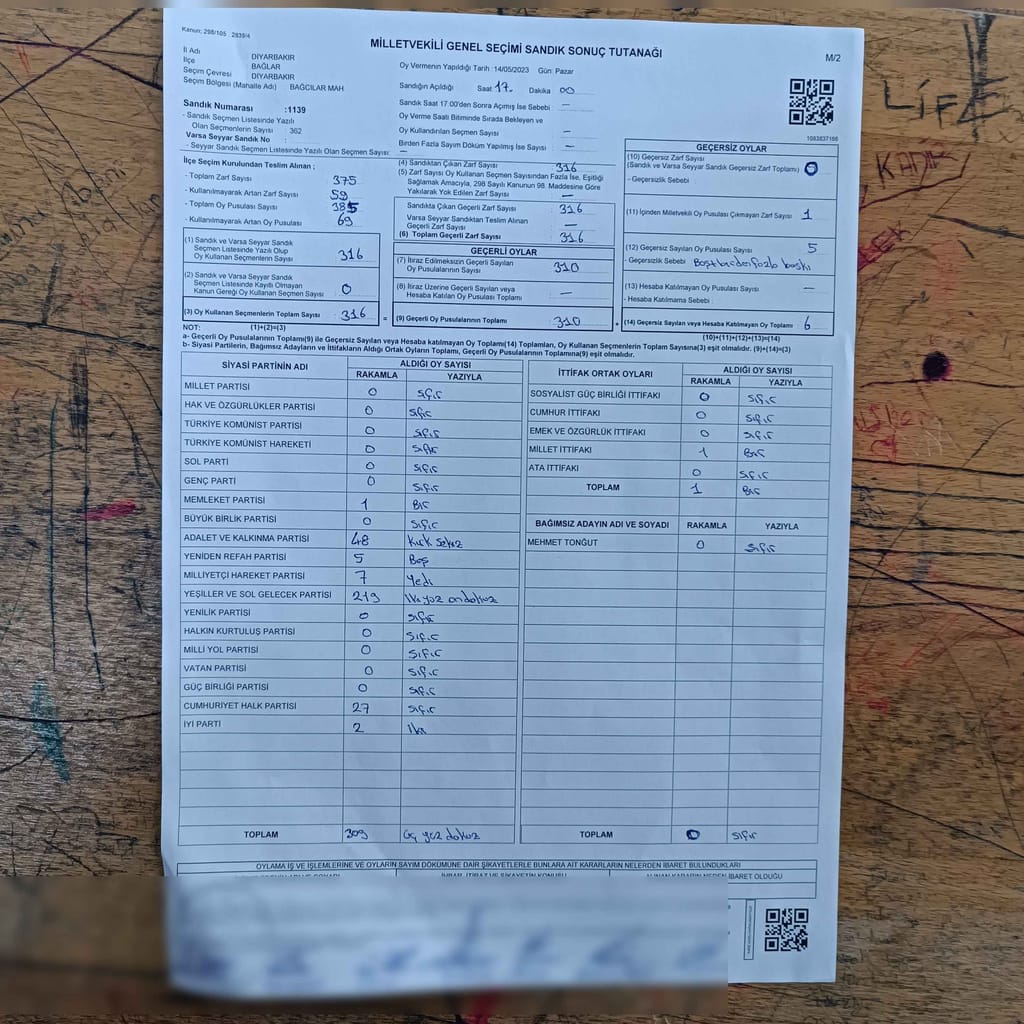 Kanun: 298/105 2839/4
MİLLETVEKİLİ GENEL SEÇİMİ SANDIK SONUÇ TUTANAĞI
M/2
İl Adı DİYARBAKIR
İlçe BAĞLAR
Seçim Çevresi DİYARBAKIR
Seçim Bölgesi (Mahalle Adı) BAĞCILAR MAH
Sandık Numarası :1139
- Sandık Seçmen Listesinde Yazılı
Olan Seçmenlerin Sayısı : 362
Varsa Seyyar Sandık No :
- Seyyar Sandık Seçmen Listesinde Yazılı Olan Seçmen Sayısı: —
Oy Vermenin Yapıldığı Tarih :14/05/2023 Gün: Pazar
Sandığın Açıldığı Saat 17. Dakika 00
Sandık Saat 17.00'den Sonra Açımış İse Sebebi —
Oy Verme Saati Bitiminde Sırada Bekleyen ve
Oy Kullandırılan Seçmen Sayısı —
Birden Fazla Sayım Döküm Yapılmış İse Sayısı —
1083837156
İlçe Seçim Kurulundan Teslim Alınan ;
- Toplam Zarf Sayısı 375
- Kullanılmayarak Artan Zarf Sayısı 59
- Toplam Oy Pusulası Sayısı 385
- Kullanılmayarak Artan Oy Pusulası 69
(4) Sandıktan Çıkan Zarf Sayısı 316
(5) Zarf Sayısı Oy Kullanan Seçmen Sayısından Fazla İse, Eşitliği
Sağlamak Amacıyla, 298 Sayılı Kanunun 98. Maddesine Göre
Yakılarak Yok Edilen Zarf Sayısı —
Sandıkta Çıkan Geçerli Zarf Sayısı 316
Varsa Seyyar Sandıktan Teslim Alınan
Geçerli Zarf Sayısı —
(6) Toplam Geçerli Zarf Sayısı 316
GEÇERSİZ OYLAR
(10) Geçersiz Zarf Sayısı
(Sandık ve Varsa Seyyar Sandık Geçersiz Zarf Toplamı) 0
- Geçersizlik Sebebi
(11) İçinden Milletvekili Oy Pusulası Çıkmayan Zarf Sayısı 1
(12) Geçersiz Sayılan Oy Pusulası Sayısı 5
- Geçersizlik Sebebi
(13) Hesaba Katılmayan Oy Pusulası Sayısı —
- Hesaba Katılmama Sebebi
(1) Sandık ve Varsa Seyyar Sandık
Seçmen Listesinde Yazılı Olup
Oy Kullanan Seçmenlerin Sayısı 316
(2) Sandık ve Varsa Seyyar Sandık
Seçmen Listesinde Kayıtlı Olmayan
Kanun Gereği Oy Kullanan Seçmen Sayısı 0
(3) Oy Kullanan Seçmenlerin Toplam Sayısı 316 =
GEÇERLİ OYLAR
(7) İtiraz Edilmeksizin Geçerli Sayılan
Oy Pusulalarının Sayısı 310
(8) İtiraz Üzerine Geçerli Sayılan veya
Hesaba Katılan Oy Pusulası Toplamı —
(9) Geçerli Oy Pusulalarının Toplamı 310
+ (14) Geçersiz Sayılan veya Hesaba Katılmayan Oy Toplamı 6
NOT: (1)+(2)=(3)
(10)+(11)+(12)+(13)=(14)
a- Geçerli Oy Pusulalarının Toplamı(9) ile Geçersiz Sayılan veya Hesaba katılmayan Oy Toplamı(14) Toplamları, Oy Kullanan Seçmenlerin Toplam Sayısına(3) eşit olmalıdır. (9)+(14)=(3)
b- Siyasi Partilerin, Bağımsız Adayların ve İttifakların Aldığı Ortak Oyların Toplamı, Geçerli Oy Pusulalarının Toplamına(9) eşit olmalıdır.
SİYASİ PARTİNİN ADI ALDIĞI OY SAYISI
RAKAMLA YAZIYLA
MİLLET PARTİSİ 0 sıfır
HAK VE ÖZGÜRLÜKLER PARTİSİ 0 sıfır
TÜRKİYE KOMÜNİST PARTİSİ 0 sıfır
TÜRKİYE KOMÜNİST HAREKETİ 0 sıfır
SOL PARTİ 0 sıfır
GENÇ PARTİ 0 sıfır
MEMLEKET PARTİSİ 1 Bir
BÜYÜK BİRLİK PARTİSİ 0 sıfır
ADALET VE KALKINMA PARTİSİ 48 kırk sekiz
YENİDEN REFAH PARTİSİ 5 Beş
MİLLİYETÇİ HAREKET PARTİSİ 7 Yedi
YEŞİLLER VE SOL GELECEK PARTİSİ 219 iki yüz ondokuz
YENİLİK PARTİSİ 0 sıfır
HALKIN KURTULUŞ PARTİSİ 0 sıfır
MİLLİ YOL PARTİSİ 0 sıfır
VATAN PARTİSİ 0 sıfır
GÜÇ BİRLİĞİ PARTİSİ 0 sıfır
CUMHURİYET HALK PARTİSİ 27 sıfır
İYİ PARTİ 2 iki
TOPLAM 309 üç yüz dokuz
İTTİFAK ORTAK OYLARI ALDIĞI OY SAYISI
RAKAMLA YAZIYLA
SOSYALİST GÜÇ BİRLİĞİ İTTİFAKI 0 sıfır
CUMHUR İTTİFAKI 0 sıfır
EMEK VE ÖZGÜRLÜK İTTİFAKI 0 sıfır
MİLLET İTTİFAKI 1 Bir
ATA İTTİFAKI 0 sıfır
TOPLAM 1 Bir
BAĞIMSIZ ADAYIN ADI VE SOYADI RAKAMLA YAZIYLA
MEHMET TONĞUT 0 sıfır
TOPLAM 0 sıfır
OYLAMA İŞ VE İŞLEMLERİNE VE OYLARIN SAYIM DÖKÜMÜNE DAİR ŞİKAYETLERLE BUNLARA AİT KARARLARIN NELERDEN İBARET BULUNDUKLARI
LİFE
KADİR